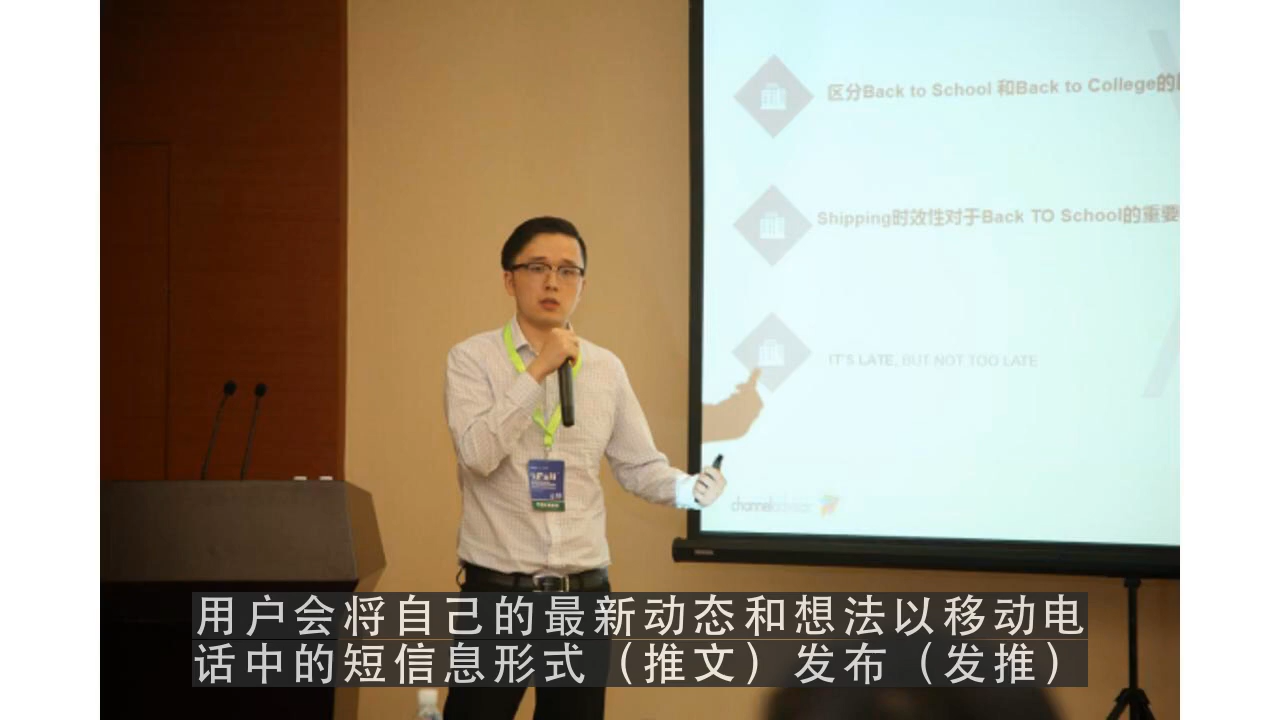 区分Back to School 和Back to College的
Shipping时效性对于Back TO School的重要
IT'S LATE, BUT NOT TOO LATE
channeladvisor
用户会将自己的最新动态和想法以移动电
话中的短信息形式（推文）发布（发推）